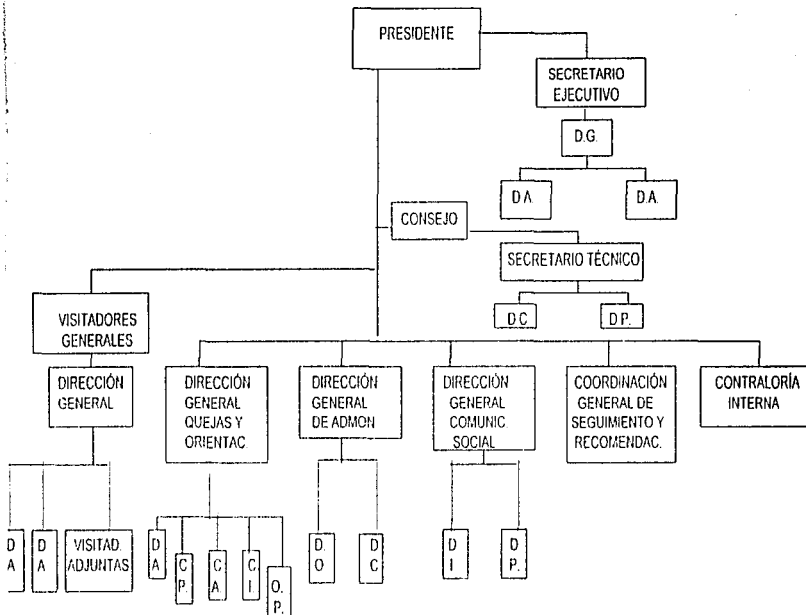 PRESIDENTE
SECRETARIO
EJECUTIVO
D.G.
D A.
D.A.
CONSEJO
SECRETARIO TÉCNICO
D C
D P.
VISITADORES
GENERALES
DIRECCIÓN
GENERAL
DIRECCIÓN
GENERAL
QUEJAS Y
ORIENTAC.
DIRECCIÓN
GENERAL
DE ADMON
DIRECCIÓN
GENERAL
COMUNIC.
SOCIAL
COORDINACIÓN
GENERAL DE
SEGUIMIENTO Y
RECOMENDAC.
CONTRALORÍA
INTERNA
D
A
D
A
VISITAD.
ADJUNTAS
D
A
C
P.
C
A.
C
I.
O.
P.
D.
O
D
C
D
I
D
P.